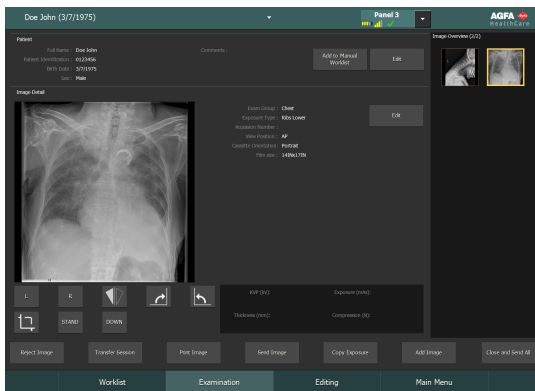 Doe John (3/7/1975)
Panel 3
AGFA
HealthCare
Patient
Full Name : Doe John
Patient Identification : 0123456
Birth Date : 3/7/1975
Sex : Male
Comments :
Add to Manual Worklist
Edit
Image Overview (2/2)
Image Detail
Exam Group : Chest
Exposure Type : Ribs Lower
Accession Number :
View Position : AP
Cassette Orientation : Portrait
Film size : 14INx17IN
Edit
L
R
STAND
DOWN
KVP (kV):
Exposure (mAs):
Thickness (mm):
Compression (N):
Reject Image
Transfer Session
Print Image
Send Image
Copy Exposure
Add Image
Close and Send All
Worklist
Examination
Editing
Main Menu